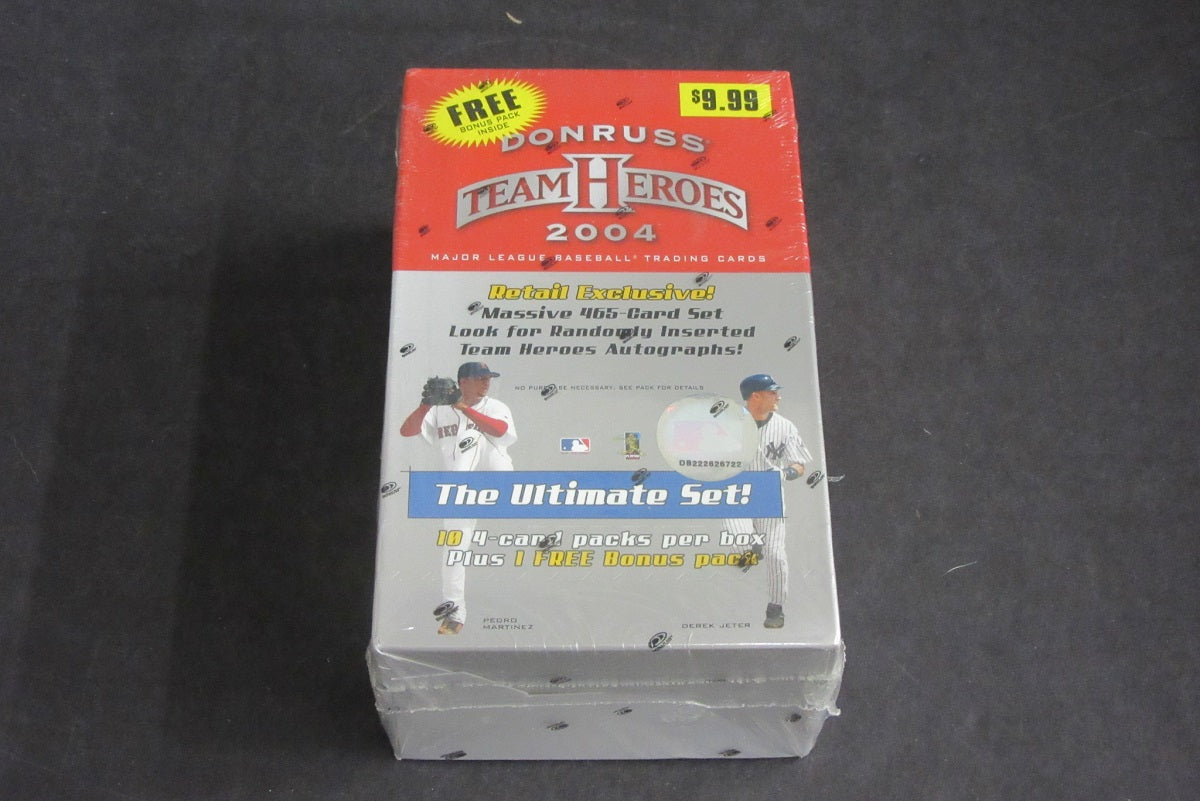 FREE
BONUS PACK
INSIDE
$9.99
DONRUSS
TEAM HEROES
2004
MAJOR LEAGUE BASEBALL® TRADING CARDS
Retail Exclusive!
Massive 465-Card Set
Look for Randomly Inserted
Team Heroes Autographs!
NO PURCHASE NECESSARY. SEE PACK FOR DETAILS
RED
NY
DB222626722
The Ultimate Set!
10 4-card packs per box
Plus 1 FREE Bonus pack
PEDRO
MARTINEZ
DEREK JETER